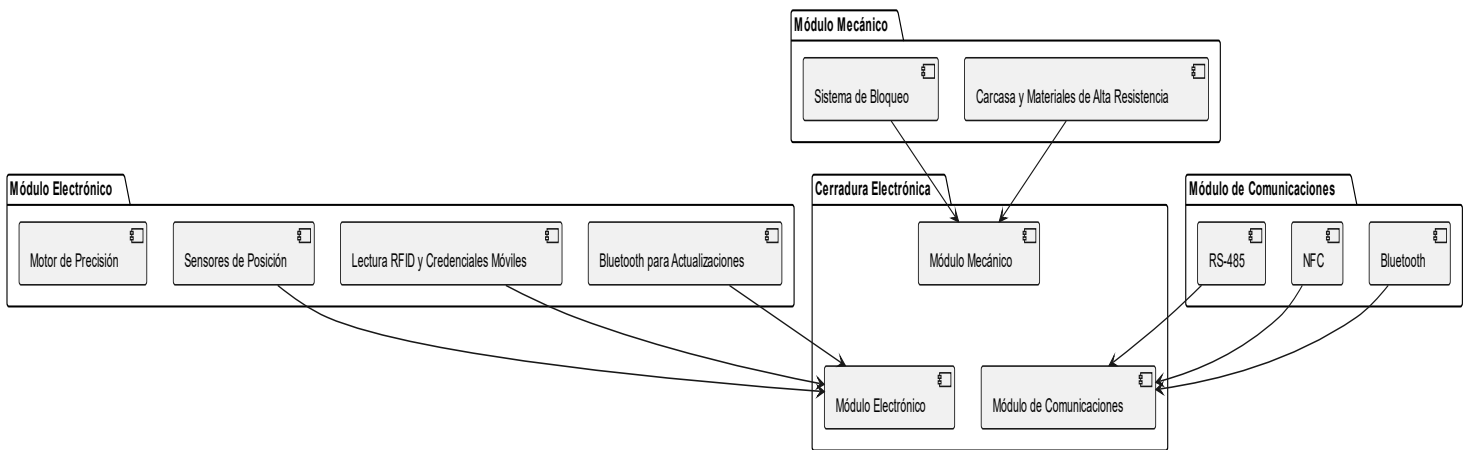 Módulo Mecánico
Sistema de Bloqueo
Carcasa y Materiales de Alta Resistencia
Módulo Electrónico
Motor de Precisión
Sensores de Posición
Lectura RFID y Credenciales Móviles
Bluetooth para Actualizaciones
Cerradura Electrónica
Módulo Mecánico
Módulo Electrónico
Módulo de Comunicaciones
Módulo de Comunicaciones
RS-485
NFC
Bluetooth